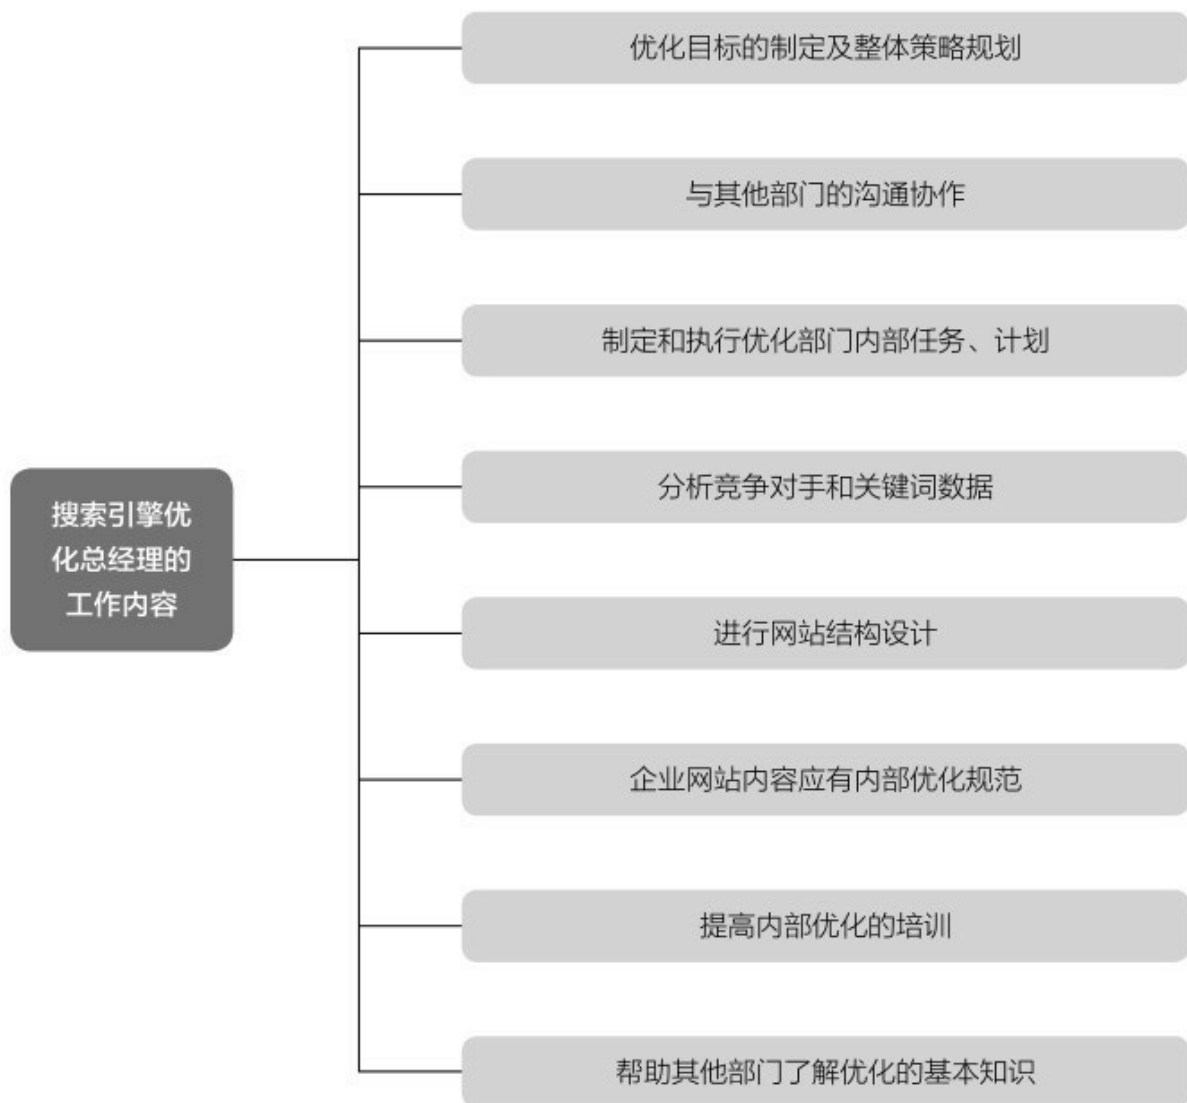 优化目标的制定及整体策略规划
与其他部门的沟通协作
制定和执行优化部门内部任务、计划
分析竞争对手和关键词数据
搜索引擎优
化总经理的
工作内容
进行网站结构设计
企业网站内容应有内部优化规范
提高内部优化的培训
帮助其他部门了解优化的基本知识